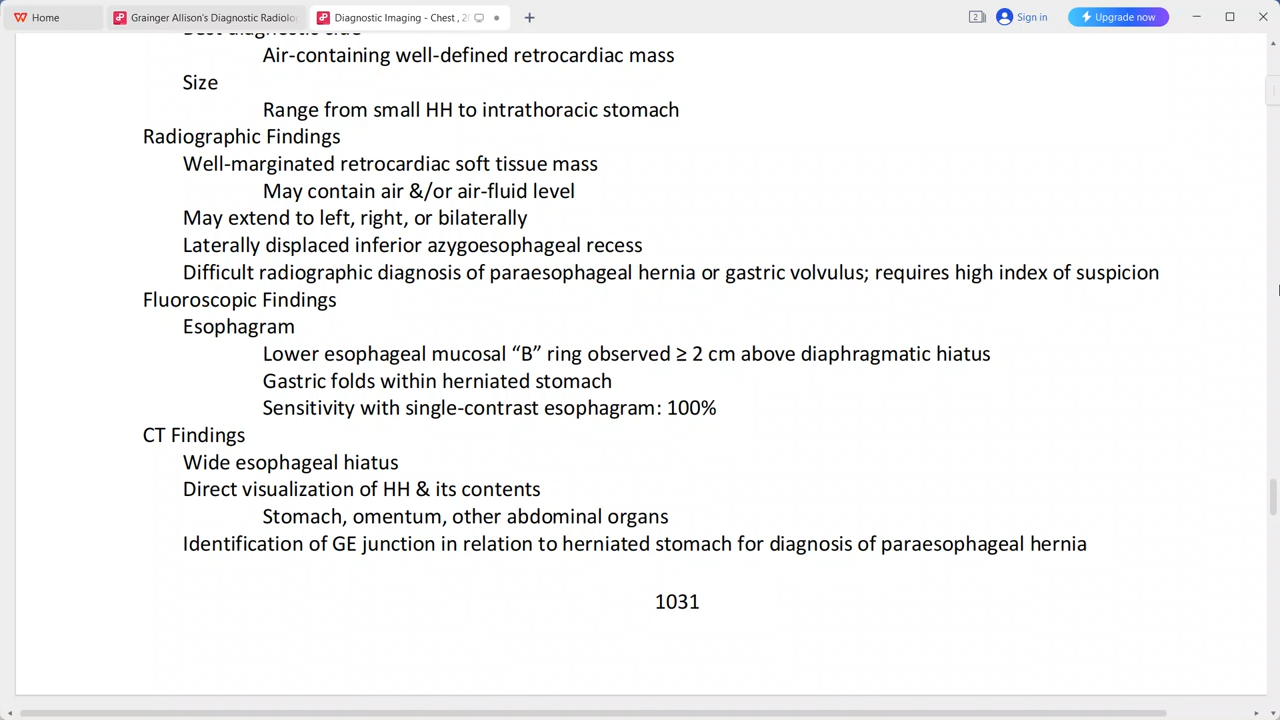 Home
Grainger Allison's Diagnostic Radiolo
Diagnostic Imaging - Chest , 2
2
Sign in
Upgrade now
Air-containing well-defined retrocardiac mass
Size
Range from small HH to intrathoracic stomach
Radiographic Findings
Well-marginated retrocardiac soft tissue mass
May contain air &/or air-fluid level
May extend to left, right, or bilaterally
Laterally displaced inferior azygoesophageal recess
Difficult radiographic diagnosis of paraesophageal hernia or gastric volvulus; requires high index of suspicion
Fluoroscopic Findings
Esophagram
Lower esophageal mucosal “B” ring observed ≥ 2 cm above diaphragmatic hiatus
Gastric folds within herniated stomach
Sensitivity with single-contrast esophagram: 100%
CT Findings
Wide esophageal hiatus
Direct visualization of HH & its contents
Stomach, omentum, other abdominal organs
Identification of GE junction in relation to herniated stomach for diagnosis of paraesophageal hernia
1031